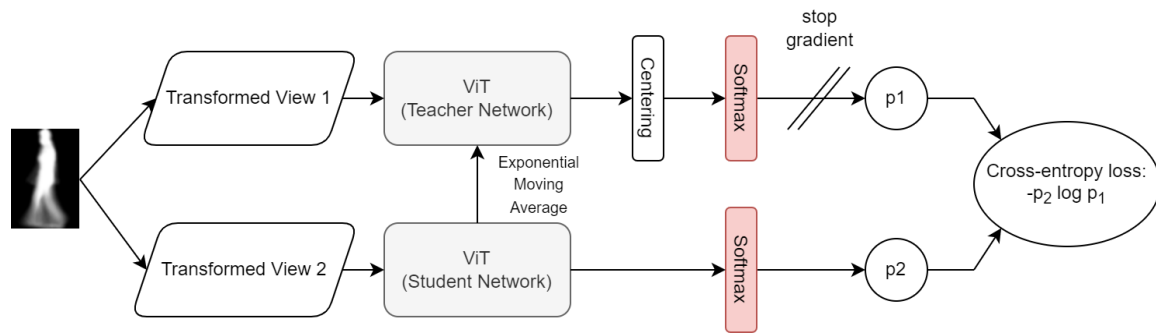 stop
gradient
Transformed View 1
ViT
(Teacher Network)
Centering
Softmax
p1
Exponential
Moving
Average
Cross-entropy loss:
-p₂ log p₁
Transformed View 2
ViT
(Student Network)
Softmax
p2